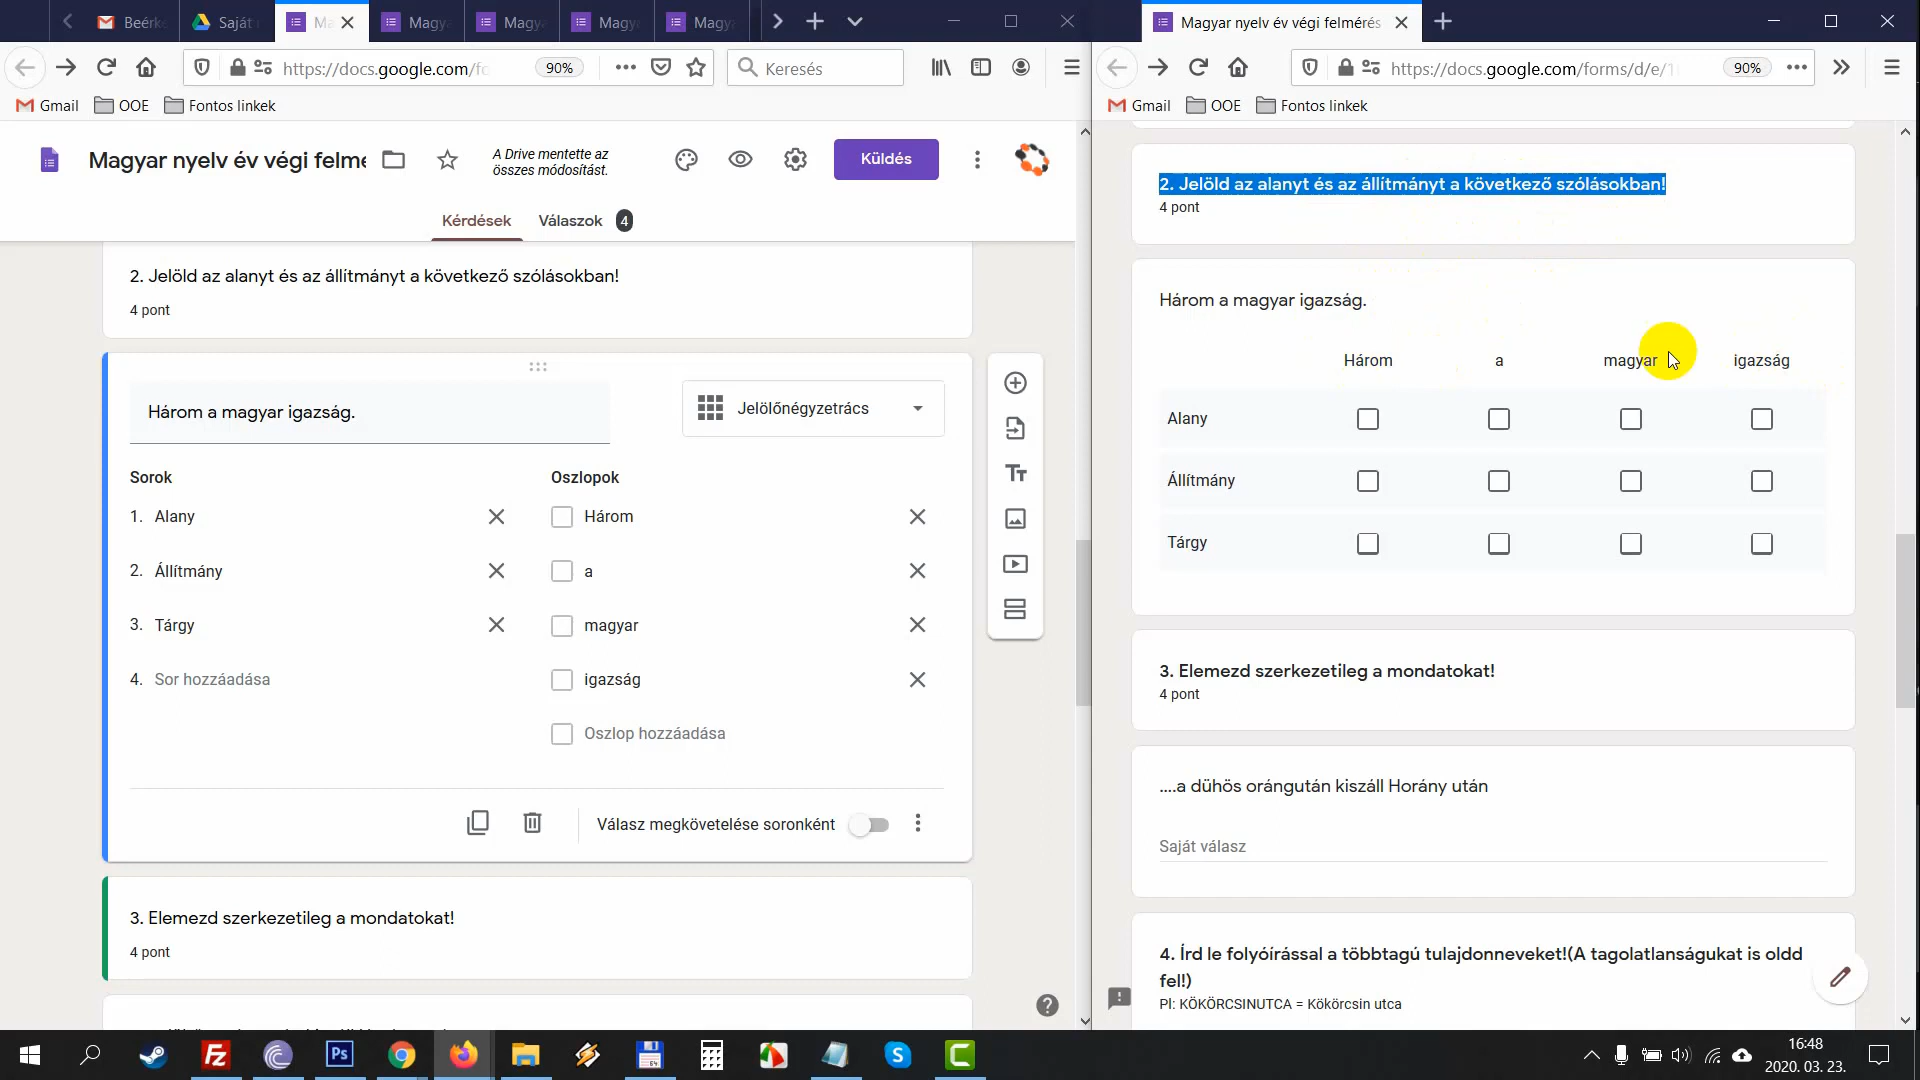 Beérk
Saját
Ma
Magya
Magya
Magya
Magya
Magyar nyelv év végi felmérés
https://docs.google.com/fo
90%
Keresés
https://docs.google.com/forms/d/e/1
90%
Gmail
OOE
Fontos linkek
Gmail
OOE
Fontos linkek
Magyar nyelv év végi felmé
A Drive mentette az
összes módosítást.
Küldés
Kérdések
Válaszok
4
2. Jelöld az alanyt és az állítmányt a következő szólásokban!
4 pont
Három a magyar igazság.
Jelölőnégyzetrács
Sorok
Oszlopok
1. Alany
Három
2. Állítmány
a
3. Tárgy
magyar
4. Sor hozzáadása
igazság
Oszlop hozzáadása
Válasz megkövetelése soronként
3. Elemezd szerkezetileg a mondatokat!
4 pont
2. Jelöld az alanyt és az állítmányt a következő szólásokban!
4 pont
Három a magyar igazság.
Három
a
magyar
igazság
Alany
Állítmány
Tárgy
3. Elemezd szerkezetileg a mondatokat!
4 pont
....a dühös orángután kiszáll Horány után
Saját válasz
4. Írd le folyóírással a többtagú tulajdonneveket!(A tagolatlanságukat is oldd
fel!)
Pl: KÖKÖRCSINUTCA = Kökörcsin utca
16:48
2020. 03. 23.